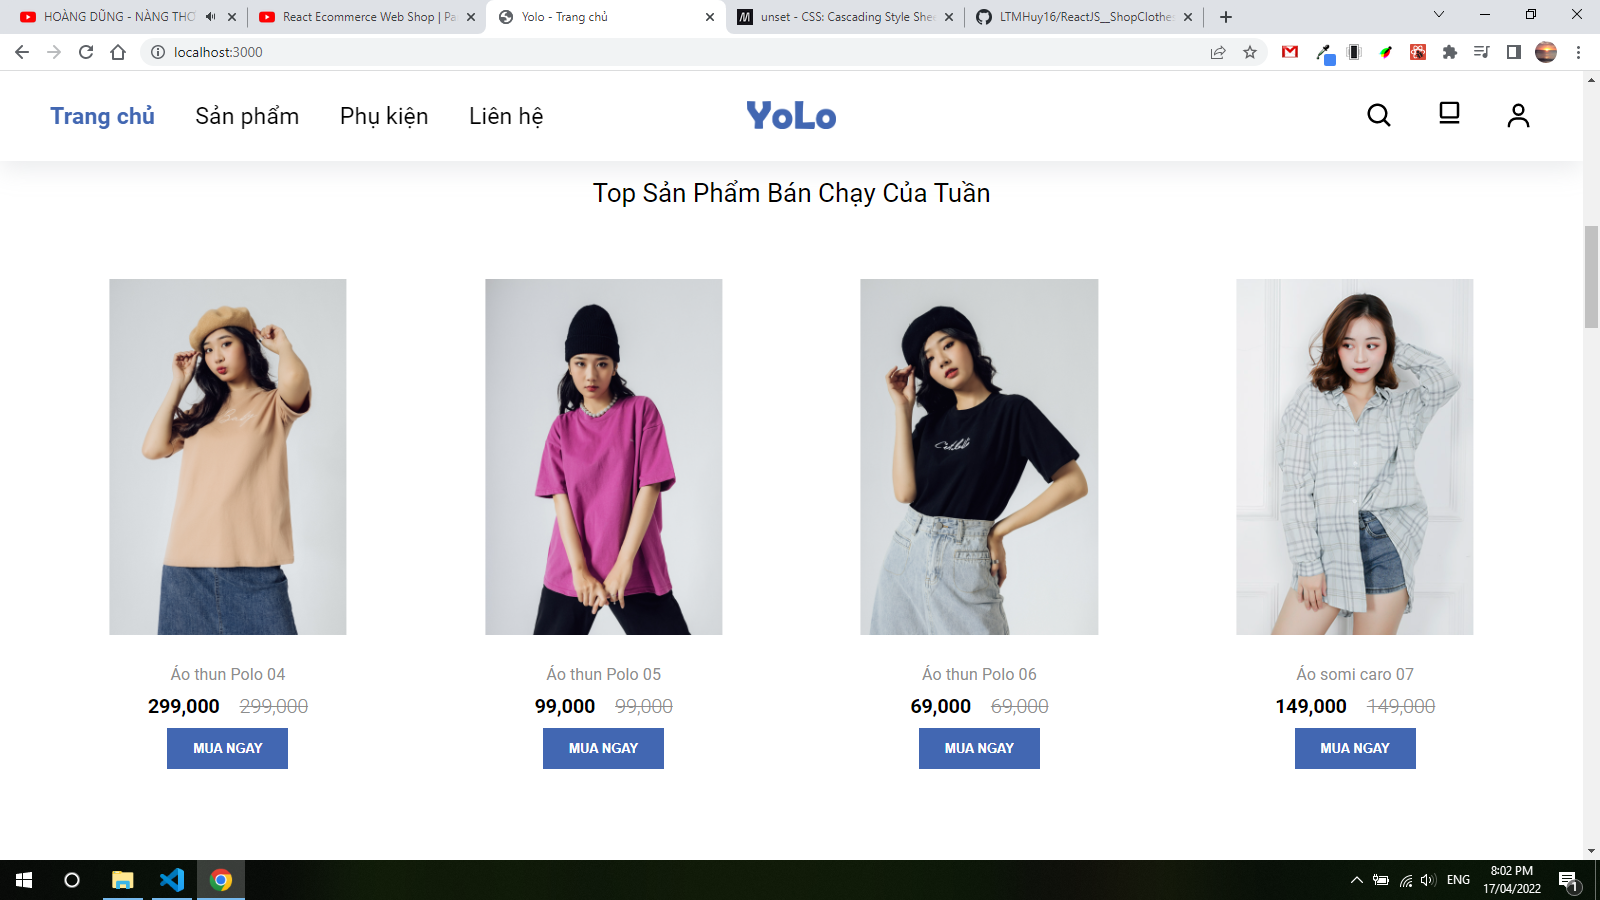 HOÀNG DŨNG - NÀNG THƠ
React Ecommerce Web Shop | Pa
Yolo - Trang chủ
unset - CSS: Cascading Style She
LTMHuy16/ReactJS__ShopClothe
localhost:3000
Trang chủ
Sản phẩm
Phụ kiện
Liên hệ
YoLo
Top Sản Phẩm Bán Chạy Của Tuần
Áo thun Polo 04
299,000 299,000
MUA NGAY
Áo thun Polo 05
99,000 99,000
MUA NGAY
Áo thun Polo 06
69,000 69,000
MUA NGAY
Áo somi caro 07
149,000 149,000
MUA NGAY
ENG
8:02 PM
17/04/2022
1